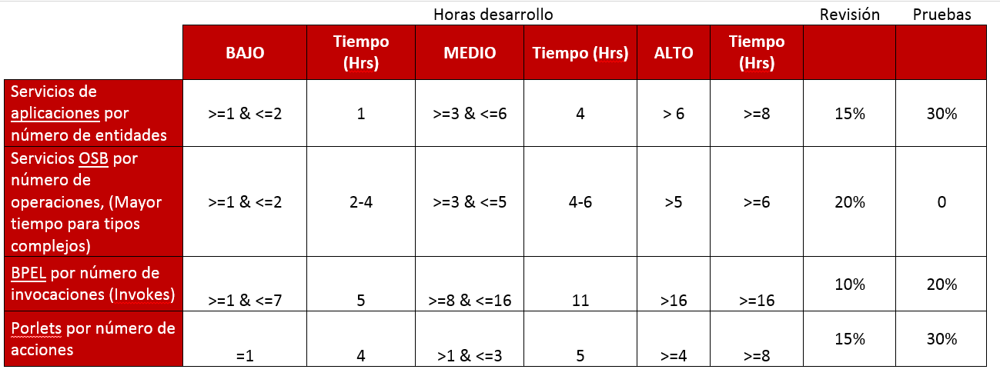 Horas desarrollo Revisión Pruebas
BAJO Tiempo (Hrs) MEDIO Tiempo (Hrs) ALTO Tiempo (Hrs)
Servicios de
aplicaciones por
número de entidades
>=1 & <=2 1 >=3 & <=6 4 > 6 >=8 15% 30%
Servicios OSB por
número de
operaciones, (Mayor
tiempo para tipos
complejos)
>=1 & <=2 2-4 >=3 & <=5 4-6 >5 >=6 20% 0
BPEL por número de
invocaciones (Invokes)
>=1 & <=7 5 >=8 & <=16 11 >16 >=16 10% 20%
Porlets por número de
acciones
=1 4 >1 & <=3 5 >=4 >=8 15% 30%